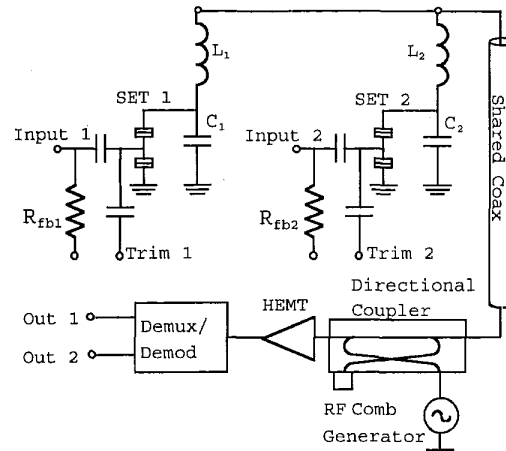 L1
L2
SET 1
SET 2
C1
C2
Input 1
Input 2
Rfb1
Rfb2
Trim 1
Trim 2
Shared Coax
Directional
Coupler
HEMT
Out 1
Out 2
Demux/
Demod
RF Comb
Generator